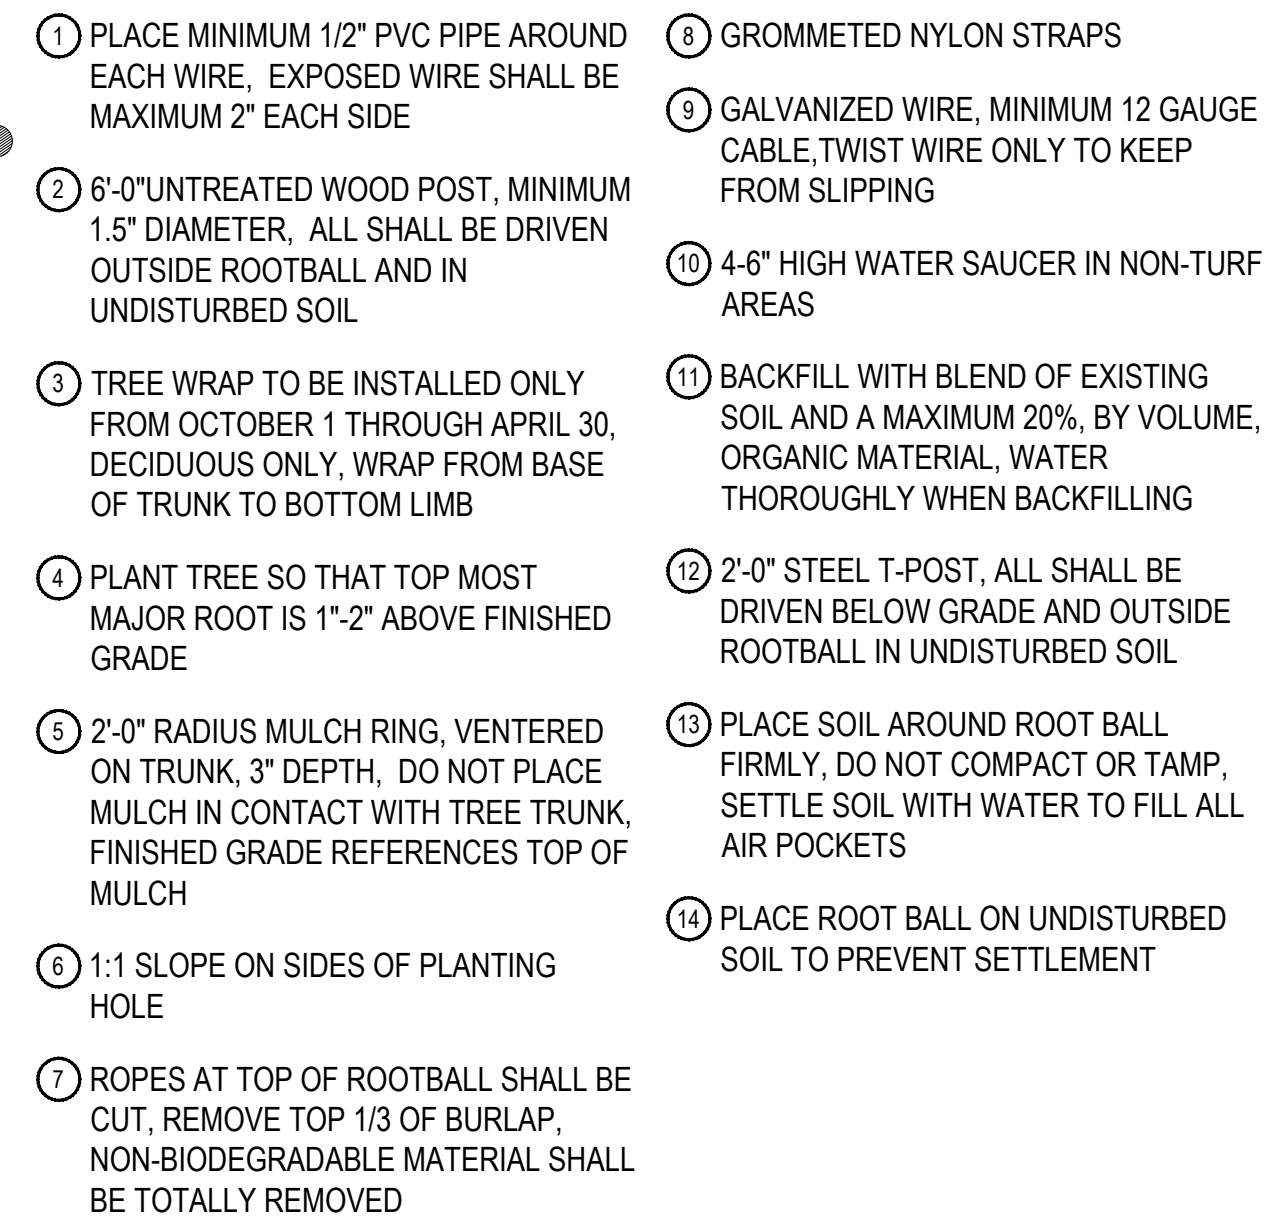 1 PLACE MINIMUM 1/2" PVC PIPE AROUND
EACH WIRE, EXPOSED WIRE SHALL BE
MAXIMUM 2" EACH SIDE
2 6'-0"UNTREATED WOOD POST, MINIMUM
1.5" DIAMETER, ALL SHALL BE DRIVEN
OUTSIDE ROOTBALL AND IN
UNDISTURBED SOIL
3 TREE WRAP TO BE INSTALLED ONLY
FROM OCTOBER 1 THROUGH APRIL 30,
DECIDUOUS ONLY, WRAP FROM BASE
OF TRUNK TO BOTTOM LIMB
4 PLANT TREE SO THAT TOP MOST
MAJOR ROOT IS 1"-2" ABOVE FINISHED
GRADE
5 2'-0" RADIUS MULCH RING, VENTERED
ON TRUNK, 3" DEPTH, DO NOT PLACE
MULCH IN CONTACT WITH TREE TRUNK,
FINISHED GRADE REFERENCES TOP OF
MULCH
6 1:1 SLOPE ON SIDES OF PLANTING
HOLE
7 ROPES AT TOP OF ROOTBALL SHALL BE
CUT, REMOVE TOP 1/3 OF BURLAP,
NON-BIODEGRADABLE MATERIAL SHALL
BE TOTALLY REMOVED
8 GROMMETED NYLON STRAPS
9 GALVANIZED WIRE, MINIMUM 12 GAUGE
CABLE,TWIST WIRE ONLY TO KEEP
FROM SLIPPING
10 4-6" HIGH WATER SAUCER IN NON-TURF
AREAS
11 BACKFILL WITH BLEND OF EXISTING
SOIL AND A MAXIMUM 20%, BY VOLUME,
ORGANIC MATERIAL, WATER
THOROUGHLY WHEN BACKFILLING
12 2'-0" STEEL T-POST, ALL SHALL BE
DRIVEN BELOW GRADE AND OUTSIDE
ROOTBALL IN UNDISTURBED SOIL
13 PLACE SOIL AROUND ROOT BALL
FIRMLY, DO NOT COMPACT OR TAMP,
SETTLE SOIL WITH WATER TO FILL ALL
AIR POCKETS
14 PLACE ROOT BALL ON UNDISTURBED
SOIL TO PREVENT SETTLEMENT